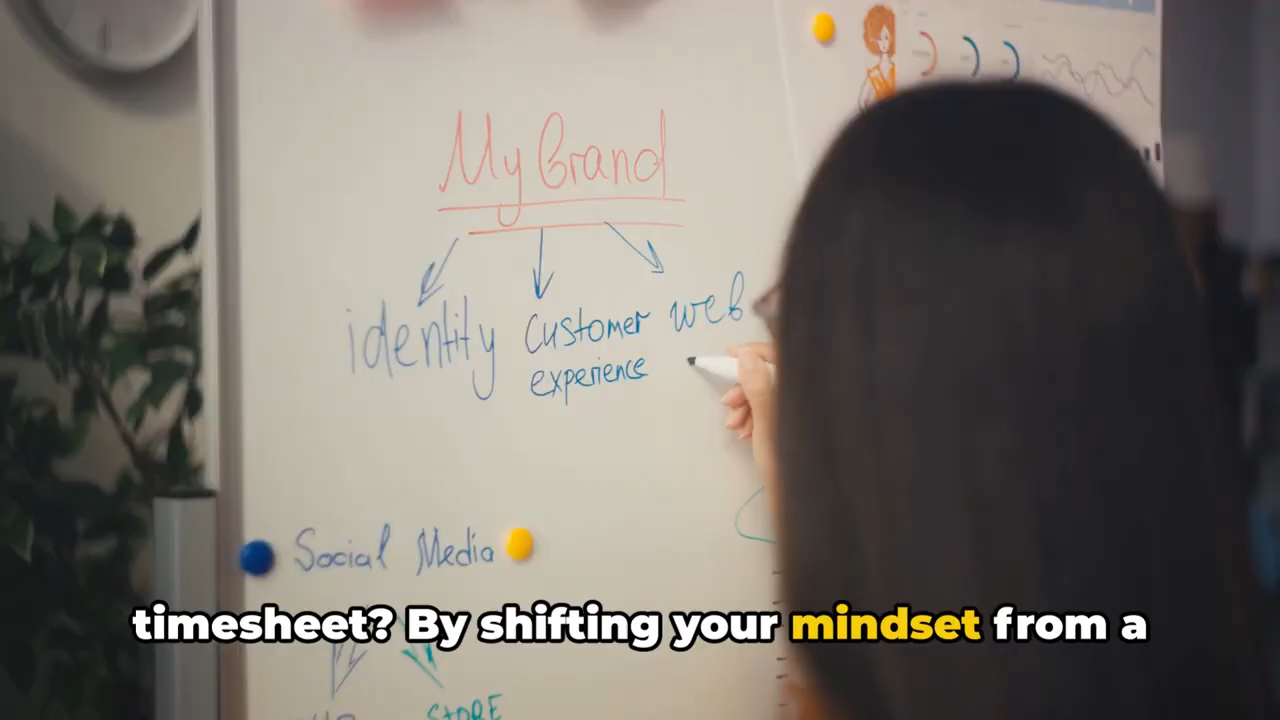 My Brand
identity customer web
experience
Social Media
timesheet? By shifting your mindset from a
STORE